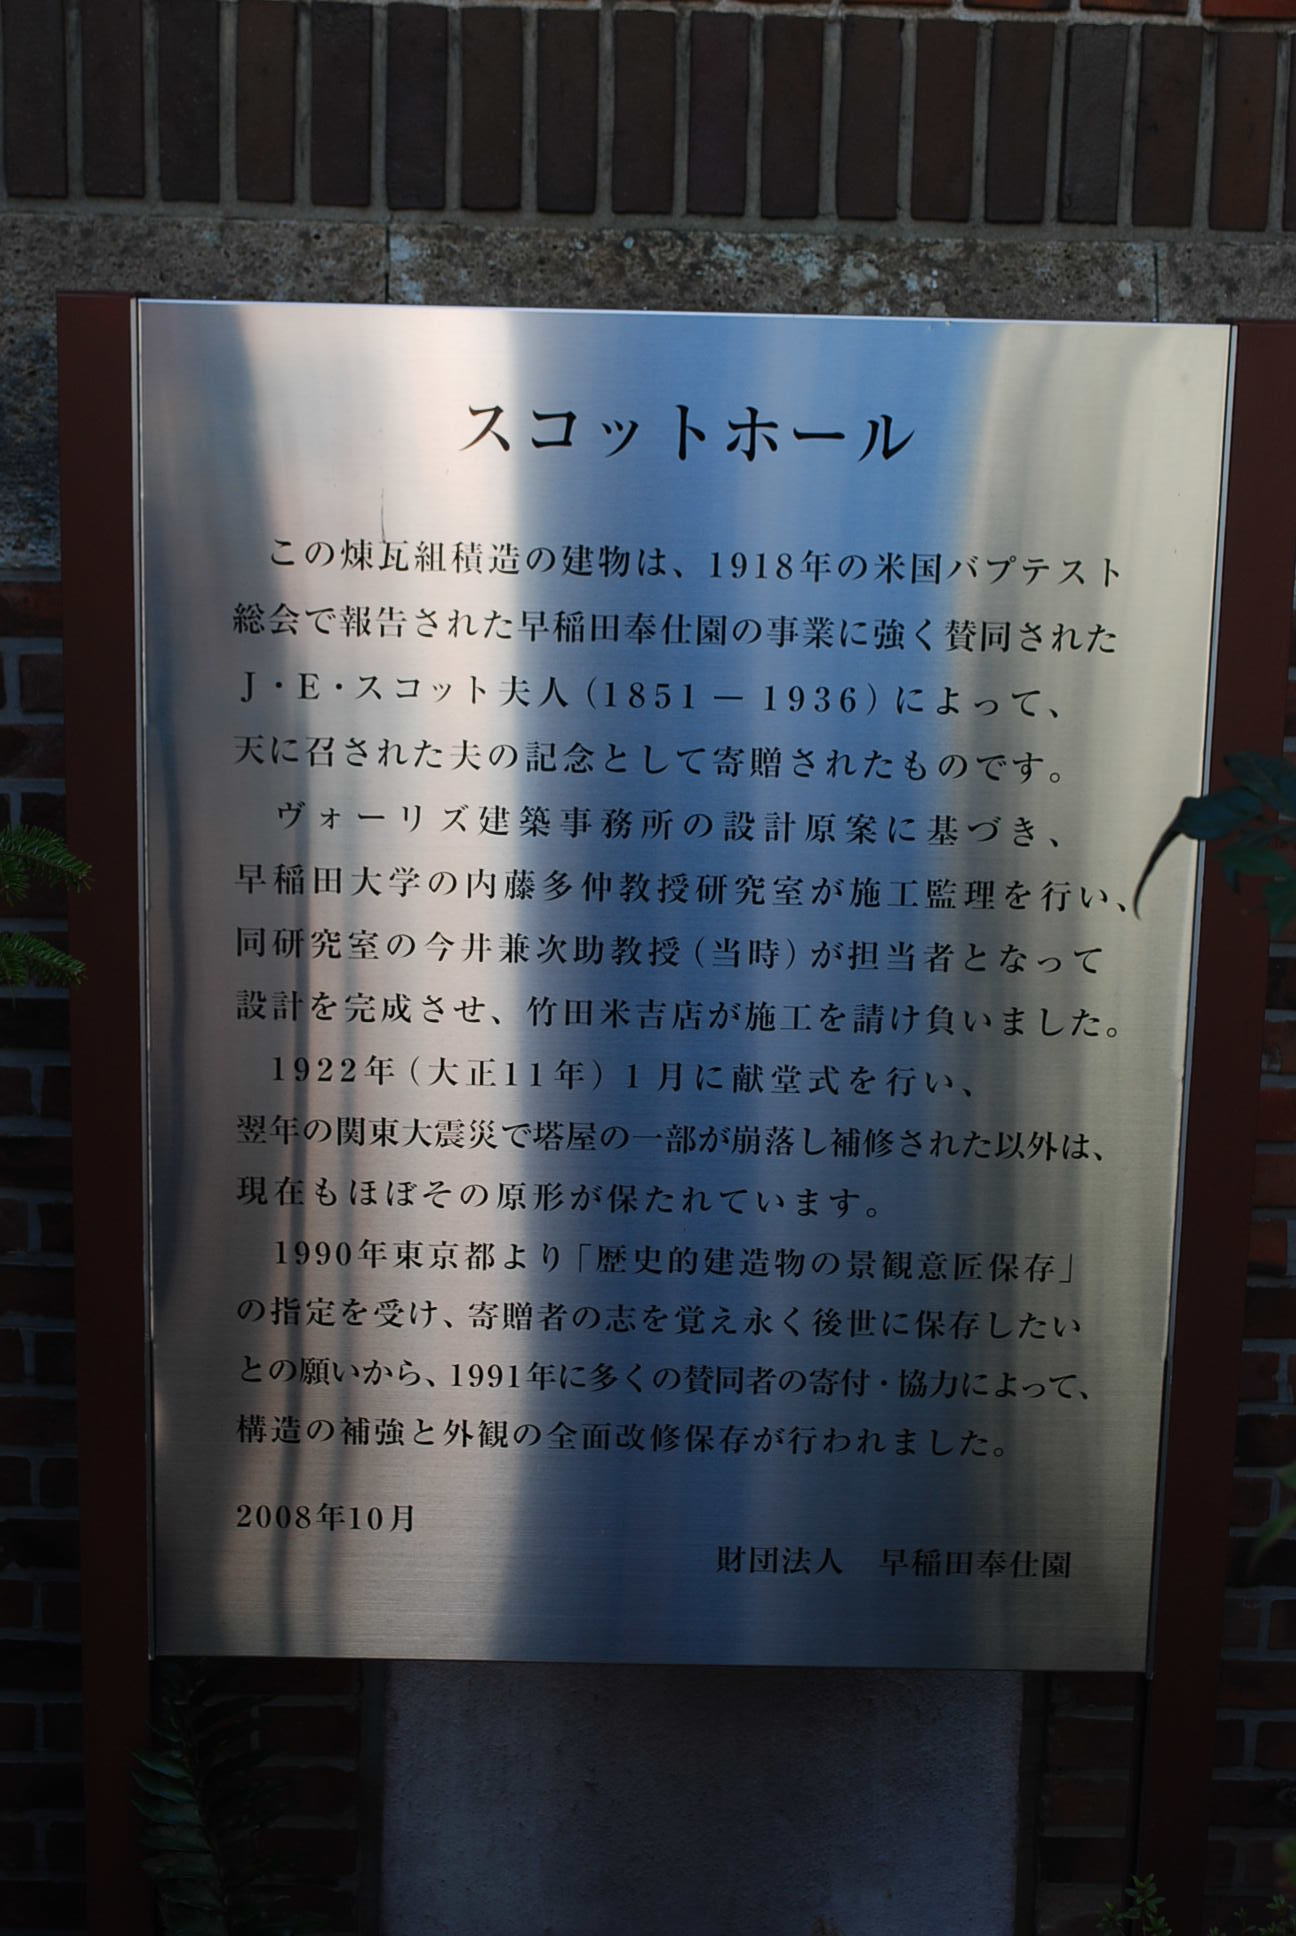 スコットホール
この煉瓦組積造の建物は、1918年の米国バプテスト
総会で報告された早稲田奉仕園の事業に強く賛同された
J・E・スコット夫人(1851 ― 1936)によって、
天に召された夫の記念として寄贈されたものです。
ヴォーリズ建築事務所の設計原案に基づき、
早稲田大学の内藤多仲教授研究室が施工監理を行い、
同研究室の今井兼次助教授(当時)が担当者となって
設計を完成させ、竹田米吉店が施工を請け負いました。
1922年(大正11年)1月に献堂式を行い、
翌年の関東大震災で塔屋の一部が崩落し補修された以外は、
現在もほぼその原形が保たれています。
1990年東京都より「歴史的建造物の景観意匠保存」
の指定を受け、寄贈者の志を覚え永く後世に保存したい
との願いから、1991年に多くの賛同者の寄付・協力によって、
構造の補強と外観の全面改修保存が行われました。
2008年10月
財団法人　早稲田奉仕園